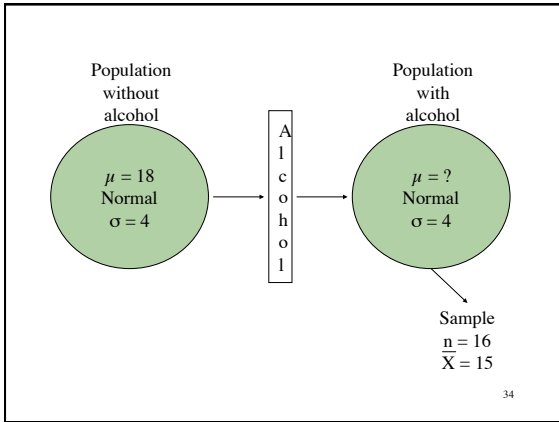 Population
without
alcohol
μ = 18
Normal
σ = 4
A
l
c
o
h
o
l
Population
with
alcohol
μ = ?
Normal
σ = 4
Sample
n = 16
X̅ = 15
34